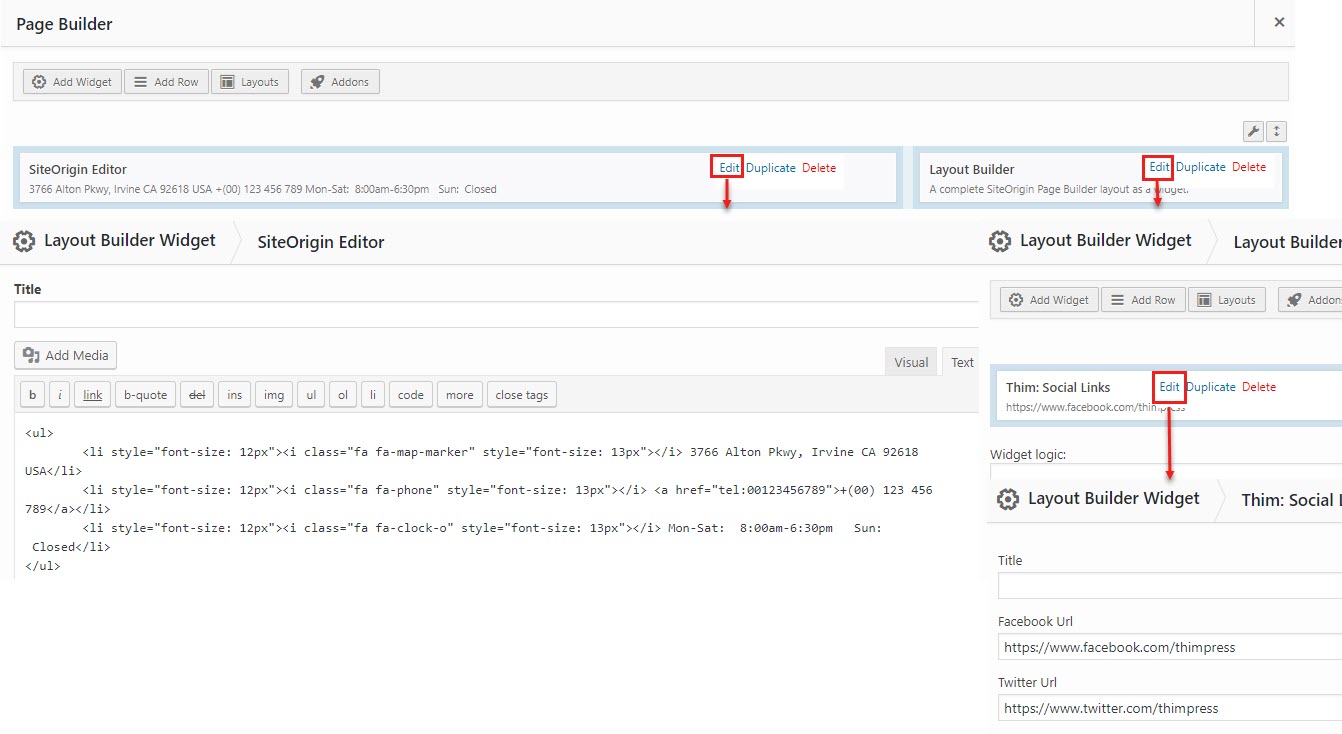 Page Builder
×
Add Widget Add Row Layouts Addons
SiteOrigin Editor Edit Duplicate Delete
3766 Alton Pkwy, Irvine CA 92618 USA +(00) 123 456 789 Mon-Sat: 8:00am-6:30pm Sun: Closed
Layout Builder Edit Duplicate Delete
A complete SiteOrigin Page Builder layout as a widget.
Layout Builder Widget SiteOrigin Editor
Title
Add Media
Visual Text
b i link b-quote del ins img ul ol li code more close tags
<ul>
<li style="font-size: 12px"><i class="fa fa-map-marker" style="font-size: 13px"></i> 3766 Alton Pkwy, Irvine CA 92618
USA</li>
<li style="font-size: 12px"><i class="fa fa-phone" style="font-size: 13px"></i> <a href="tel:00123456789">+(00) 123 456
789</a></li>
<li style="font-size: 12px"><i class="fa fa-clock-o" style="font-size: 13px"></i> Mon-Sat:  8:00am-6:30pm   Sun:
Closed</li>
</ul>
Layout Builder Widget Layout Builder
Add Widget Add Row Layouts Addons
Thim: Social Links Edit Duplicate Delete
https://www.facebook.com/thimpress
Widget logic:
Layout Builder Widget Thim: Social
Title
Facebook Url
https://www.facebook.com/thimpress
Twitter Url
https://www.twitter.com/thimpress